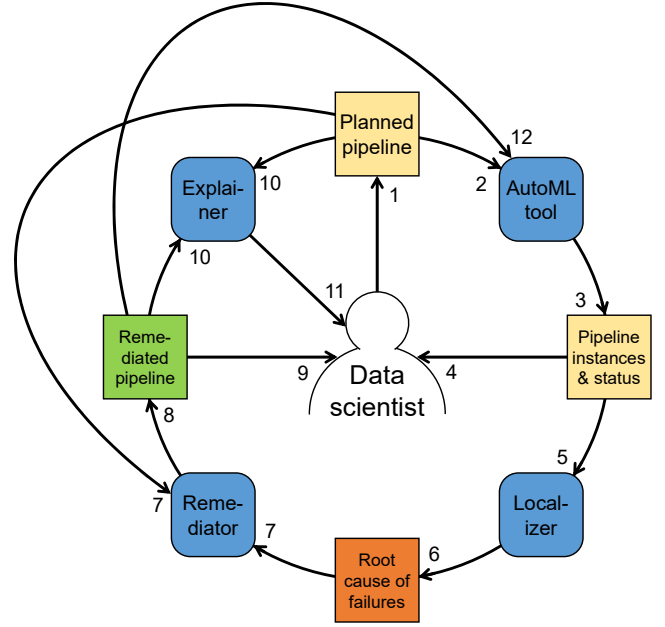 12
Planned
pipeline
10
2
1
Explai-
ner
AutoML
tool
10
11
3
Reme-
diated
pipeline
Pipeline
instances
& status
9
4
Data
scientist
8
5
7
Reme-
diator
7
Local-
izer
6
Root
cause of
failures